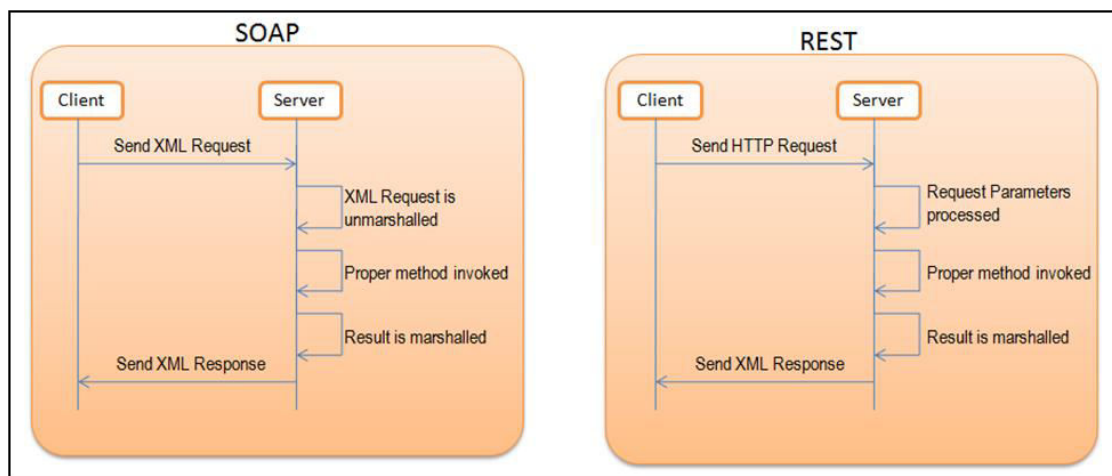 SOAP
Client
Server
Send XML Request
XML Request is
unmarshalled
Proper method invoked
Result is marshalled
Send XML Response
REST
Client
Server
Send HTTP Request
Request Parameters
processed
Proper method invoked
Result is marshalled
Send XML Response